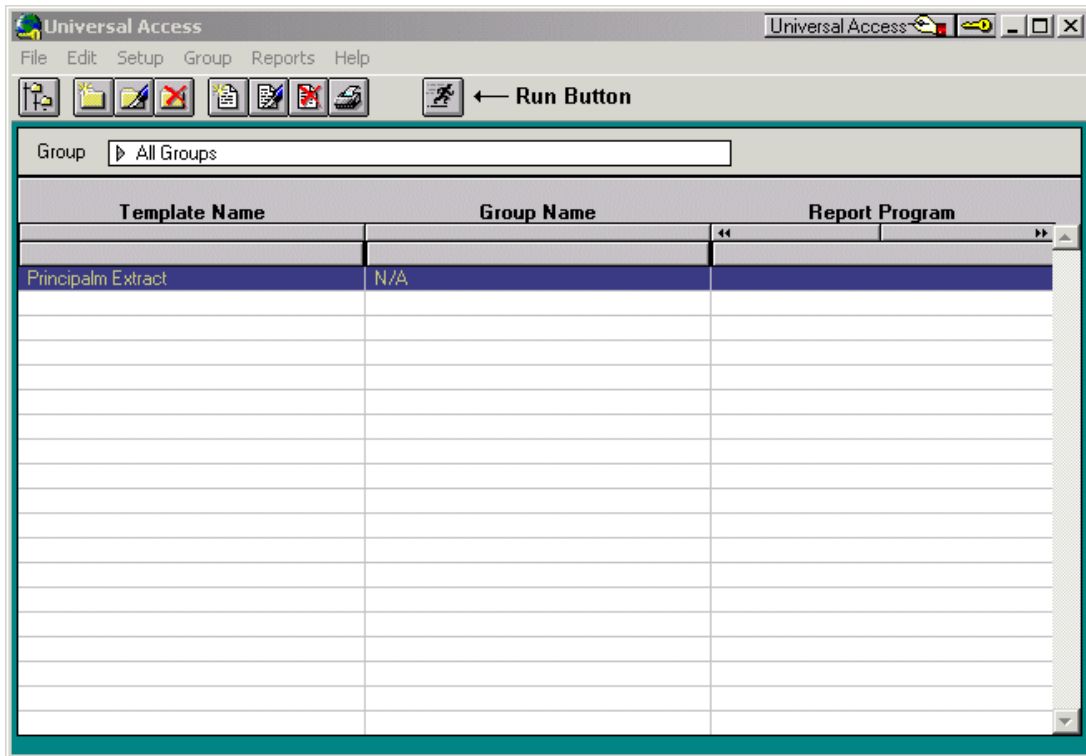 Universal Access Universal Access
File Edit Setup Group Reports Help
← Run Button
Group All Groups
Template Name Group Name Report Program
Principalm Extract N/A